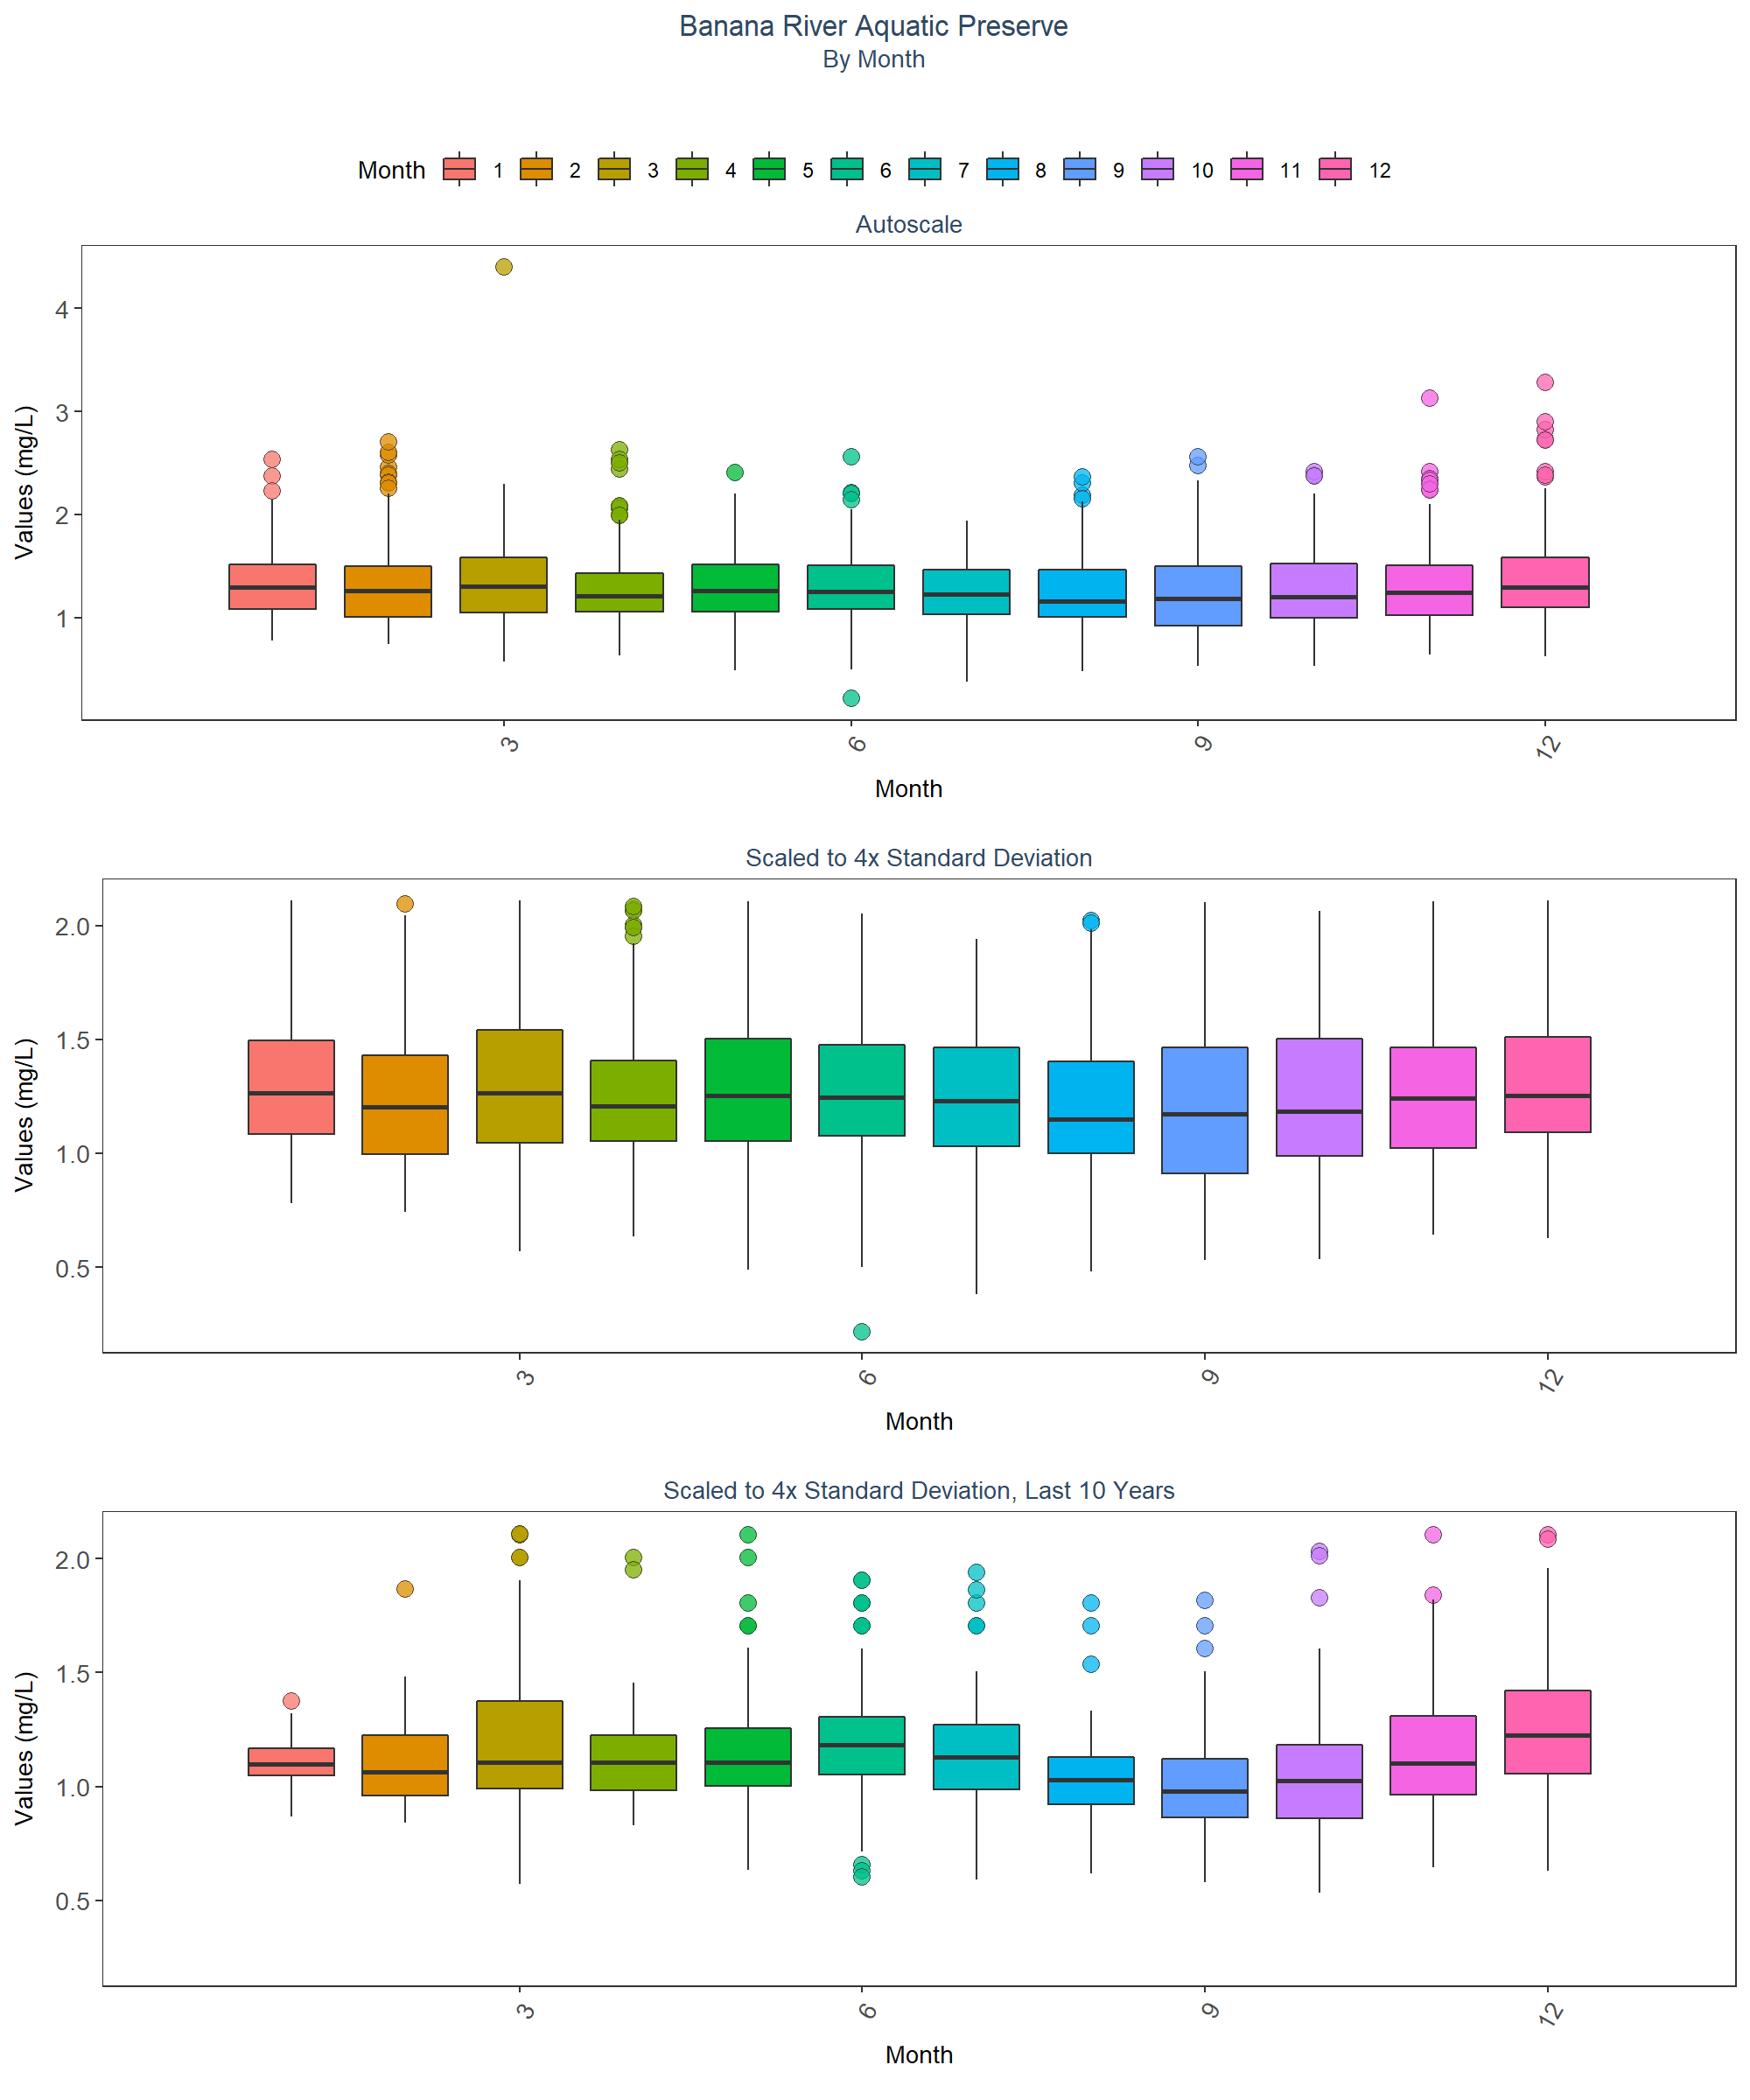 Banana River Aquatic Preserve
By Month
Month 1 2 3 4 5 6 7 8 9 10 11 12
Autoscale
Values (mg/L)
4
3
2
1
3 6 9 12
Month
Scaled to 4x Standard Deviation
Values (mg/L)
2.0
1.5
1.0
0.5
3 6 9 12
Month
Scaled to 4x Standard Deviation, Last 10 Years
Values (mg/L)
2.0
1.5
1.0
0.5
3 6 9 12
Month